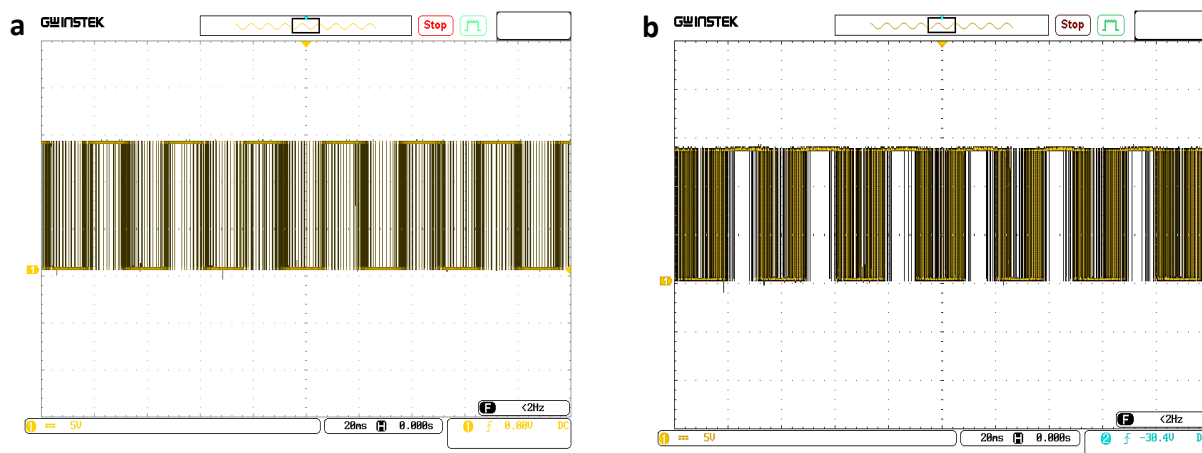 a
GWINSTEK
Stop
1
F <2Hz
1 5V
20ms H 0.000s
1 0.00V DC
b
GWINSTEK
Stop
1
F <2Hz
1 5V
20ms H 0.000s
2 -30.4V D